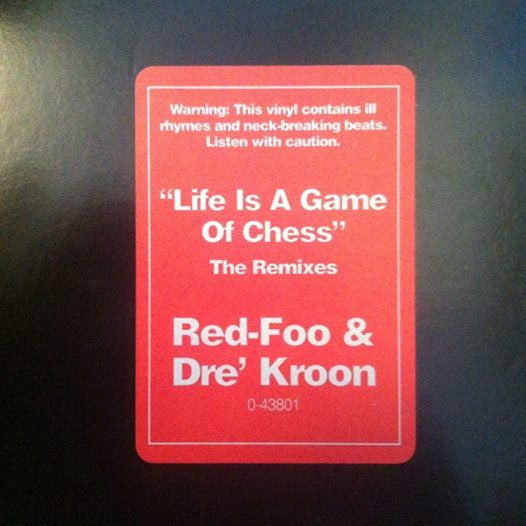 Warning: This vinyl contains ill
rhymes and neck-breaking beats.
Listen with caution.
“Life Is A Game
Of Chess”
The Remixes
Red-Foo &
Dre’ Kroon
0-43801